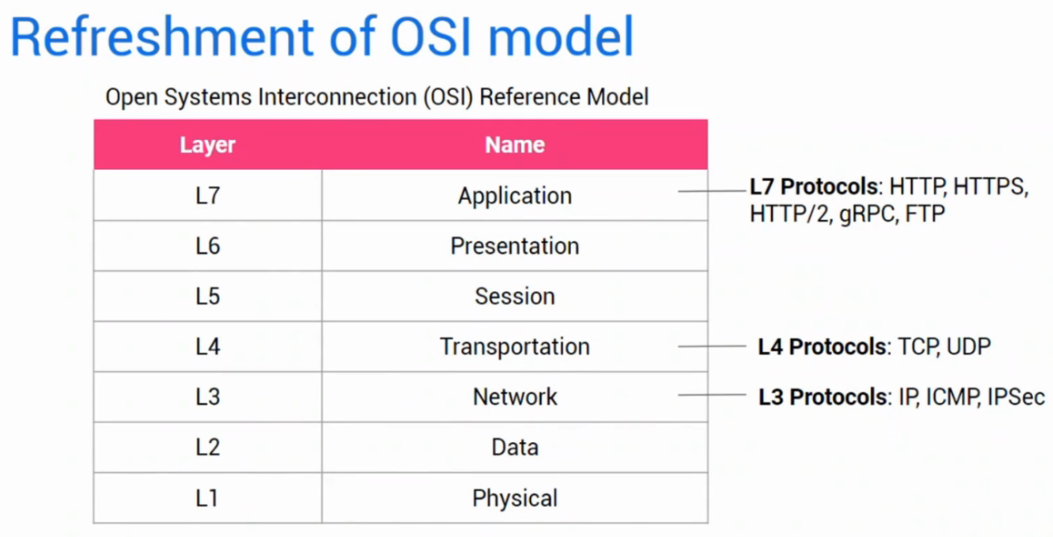 Refreshment of OSI model
Open Systems Interconnection (OSI) Reference Model
Layer Name
L7 Application
L7 Protocols: HTTP, HTTPS,
HTTP/2, gRPC, FTP
L6 Presentation
L5 Session
L4 Transportation
L4 Protocols: TCP, UDP
L3 Network
L3 Protocols: IP, ICMP, IPSec
L2 Data
L1 Physical